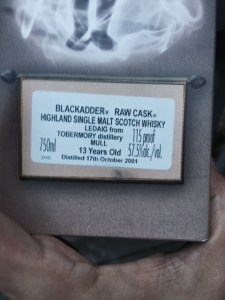 BLACKADDER® RAW CASK®
HIGHLAND SINGLE MALT SCOTCH WHISKY
LEDAIG from
TOBERMORY distillery
MULL
13 Years Old
Distilled 17th October 2001
750ml
115 proof
57.5%alc./vol.